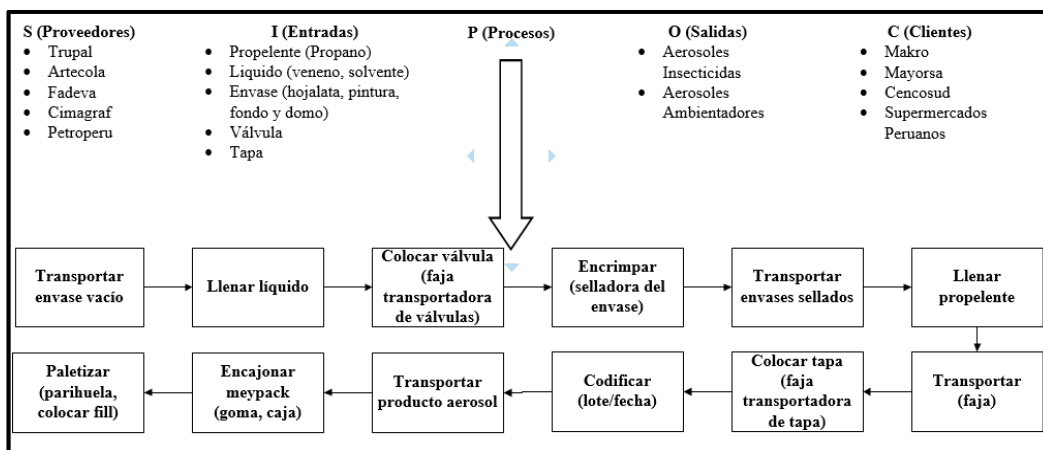 S (Proveedores)
• Trupal
• Artecola
• Fadeva
• Cimagraf
• Petroperu
I (Entradas)
• Propelente (Propano)
• Liquido (veneno, solvente)
• Envase (hojalata, pintura,
fondo y domo)
• Válvula
• Tapa
P (Procesos)
O (Salidas)
• Aerosoles
Insecticidas
• Aerosoles
Ambientadores
C (Clientes)
• Makro
• Mayorsa
• Cencosud
• Supermercados
Peruanos
Transportar
envase vacío
Llenar líquido
Colocar válvula
(faja
transportadora
de válvulas)
Encrimpar
(selladora del
envase)
Transportar
envases sellados
Llenar
propelente
Transportar
(faja)
Colocar tapa
(faja
transportadora
de tapa)
Codificar
(lote/fecha)
Transportar
producto aerosol
Encajonar
meypack
(goma, caja)
Paletizar
(parihuela,
colocar fill)